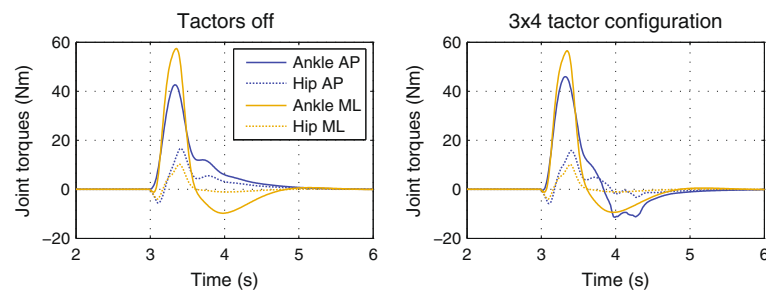 Tactors off
Joint torques (Nm)
60
40
20
0
−20
2
3
4
5
6
Time (s)
Ankle AP
Hip AP
Ankle ML
Hip ML
3x4 tactor configuration
Joint torques (Nm)
60
40
20
0
−20
2
3
4
5
6
Time (s)